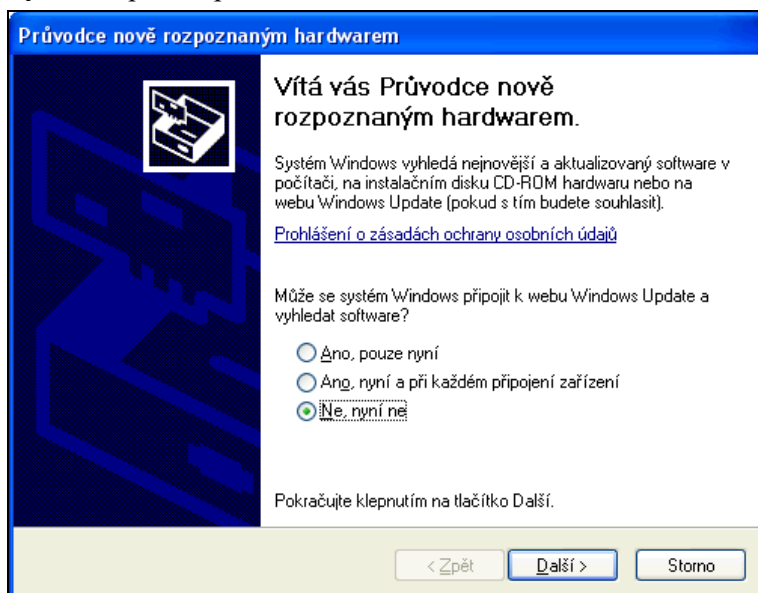 Průvodce nově rozpoznaným hardwarem
Vítá vás Průvodce nově
rozpoznaným hardwarem.
Systém Windows vyhledá nejnovější a aktualizovaný software v
počítači, na instalačním disku CD-ROM hardwaru nebo na
webu Windows Update (pokud s tím budete souhlasit).
Prohlášení o zásadách ochrany osobních údajů
Může se systém Windows připojit k webu Windows Update a
vyhledat software?
Ano, pouze nyní
Ano, nyní a při každém připojení zařízení
Ne, nyní ne
Pokračujte klepnutím na tlačítko Další.
< Zpět Další > Storno